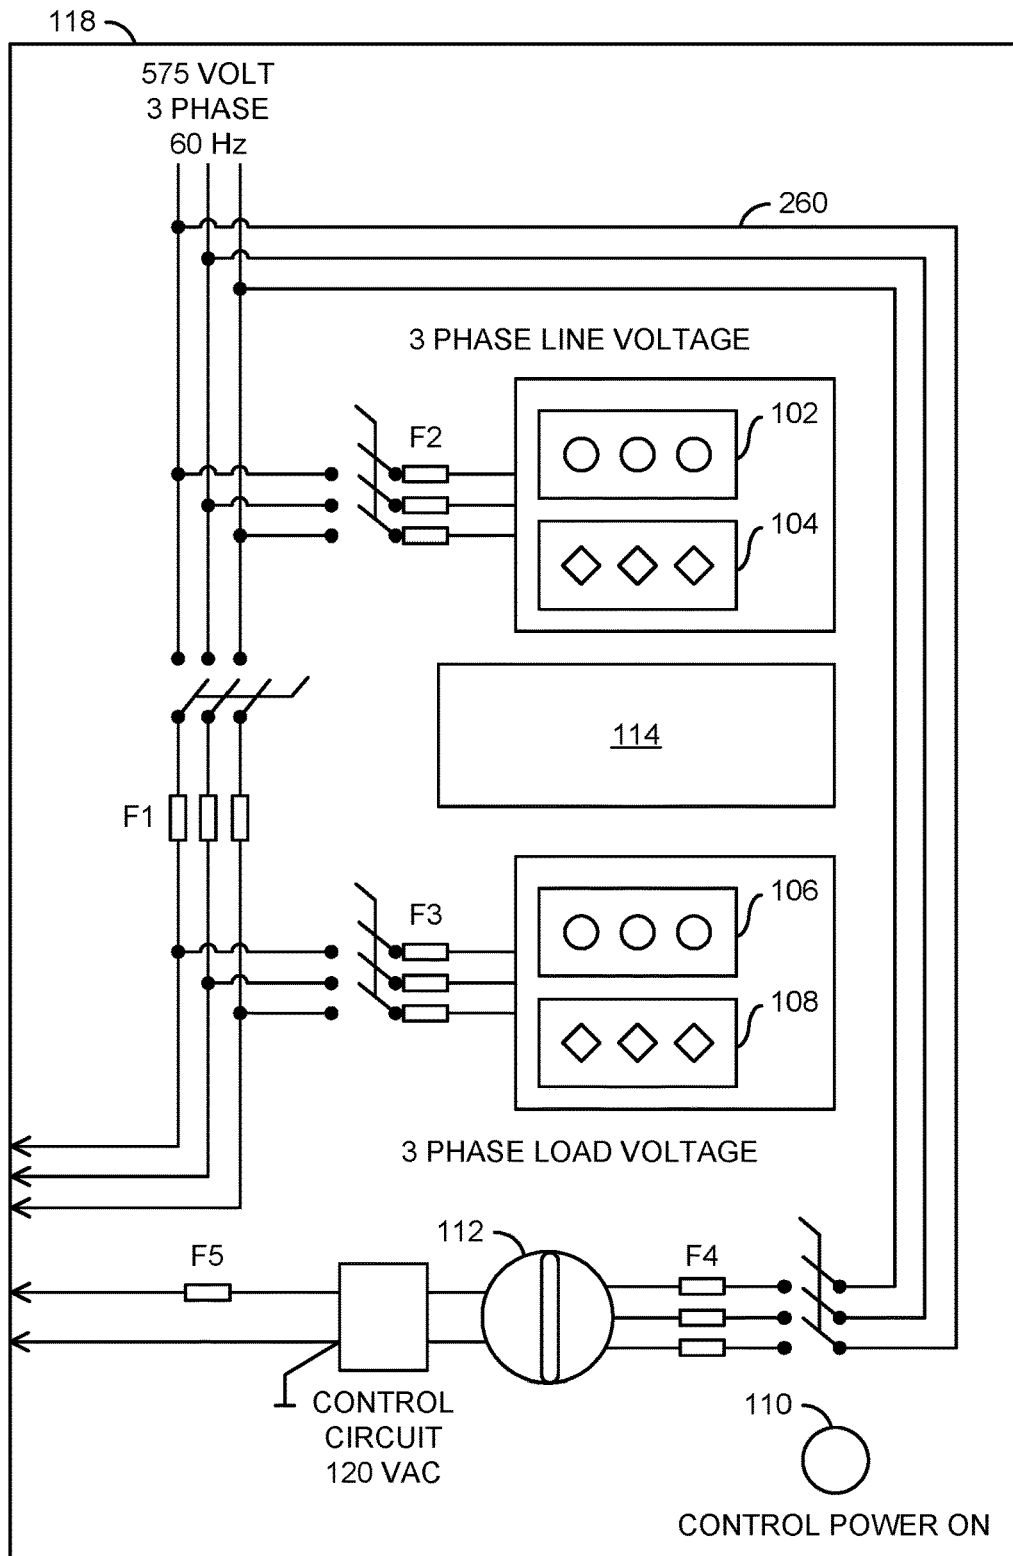 118
575 VOLT
3 PHASE
60 Hz
260
3 PHASE LINE VOLTAGE
102
F2
104
114
F1
106
F3
108
3 PHASE LOAD VOLTAGE
112
F5
F4
CONTROL
CIRCUIT
120 VAC
110
CONTROL POWER ON